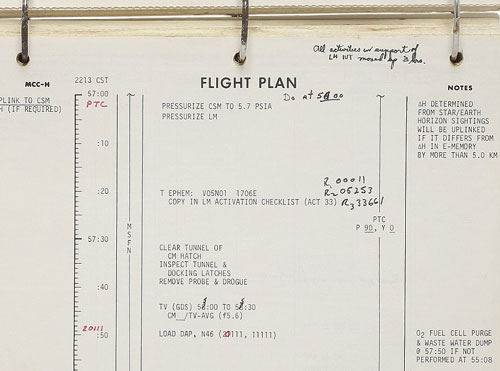 All activities in support of
LM IVT moved up 3 hrs.
MCC-H
2213 CST
FLIGHT PLAN
NOTES
57:00
Do at 58:00
PTC
PLINK TO CSM
H (IF REQUIRED)
PRESSURIZE CSM TO 5.7 PSIA
PRESSURIZE LM
ΔH DETERMINED
FROM STAR/EARTH
HORIZON SIGHTINGS
WILL BE UPLINKED
IF IT DIFFERS FROM
ΔH IN E-MEMORY
BY MORE THAN 5.0 KM
:10
:20
R1 00011
R2 05253
R3 33661
T EPHEM: V05N01 1706E
COPY IN LM ACTIVATION CHECKLIST (ACT 33)
PTC
P 90, Y 0
MSFN
57:30
CLEAR TUNNEL OF
CM HATCH
INSPECT TUNNEL &
DOCKING LATCHES
REMOVE PROBE & DROGUE
:40
TV (GDS) :00 TO :30
CM__/TV-AVG (f5.6)
20111
:50
LOAD DAP, N46 (20111, 11111)
O2 FUEL CELL PURGE
& WASTE WATER DUMP
@ 57:50 IF NOT
PERFORMED AT 55:08